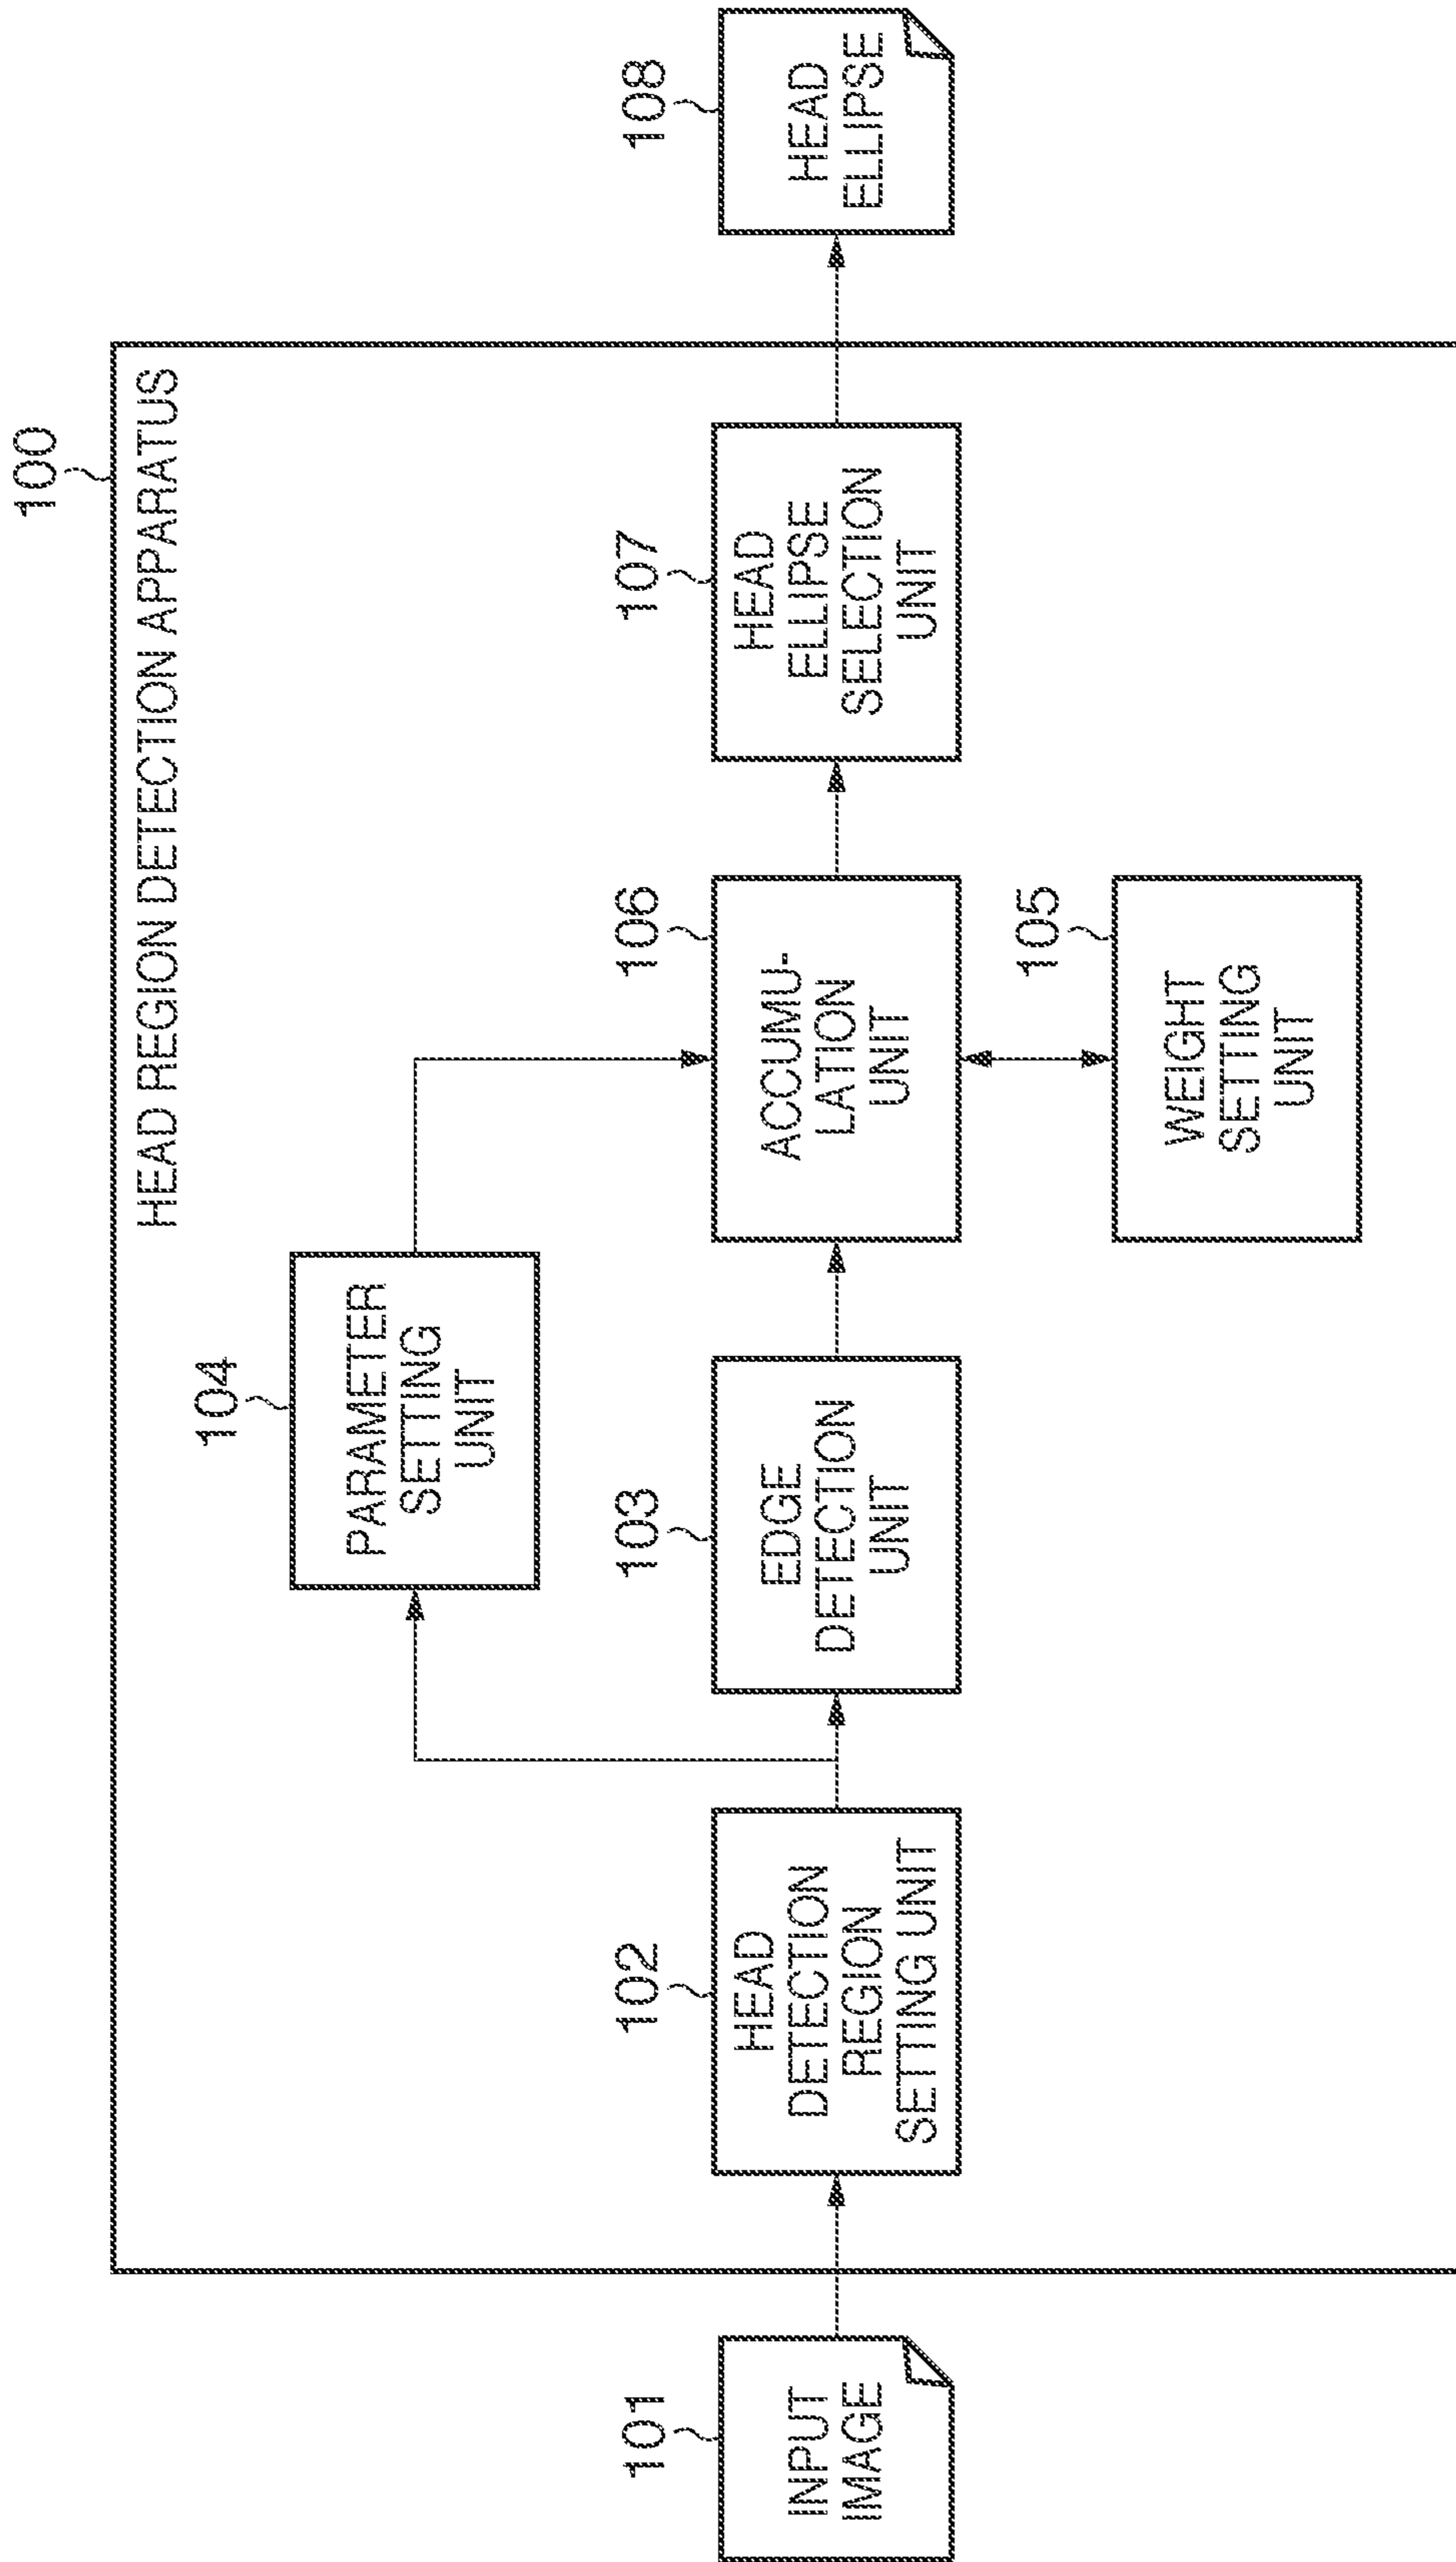 100
HEAD REGION DETECTION APPARATUS
104
PARAMETER
SETTING
UNIT
101
INPUT
IMAGE
102
HEAD
DETECTION
REGION
SETTING UNIT
103
EDGE
DETECTION
UNIT
106
ACCUMU-
LATION
UNIT
107
HEAD
ELLIPSE
SELECTION
UNIT
108
HEAD
ELLIPSE
105
WEIGHT
SETTING
UNIT